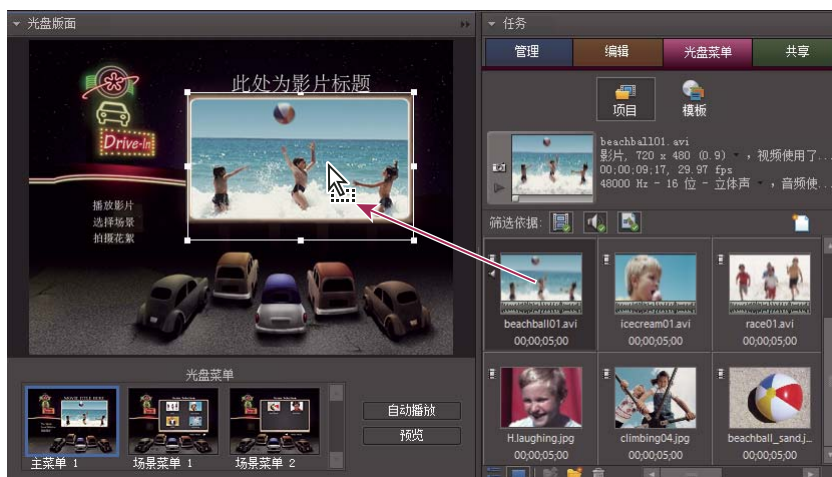 光盘版面
任务
管理
编辑
光盘菜单
共享
项目
模板
beachball01.avi
影片, 720 x 480 (0.9) ,视频使用了...
00;00;09;17, 29.97 fps
48000 Hz - 16 位 - 立体声 ,音频使...
筛选依据:
此处为影片标题
Drive-In
播放影片
选择场景
拍摄花絮
beachball01.avi
00;00;05;00
icecream01.avi
00;00;05;00
race01.avi
00;00;05;00
H.laughing.jpg
00;00;05;00
climbing04.jpg
00;00;05;00
beachball_sand.j...
00;00;05;00
光盘菜单
MOVIE TITLE HERE
主菜单 1
场景菜单 1
场景菜单 2
自动播放
预览